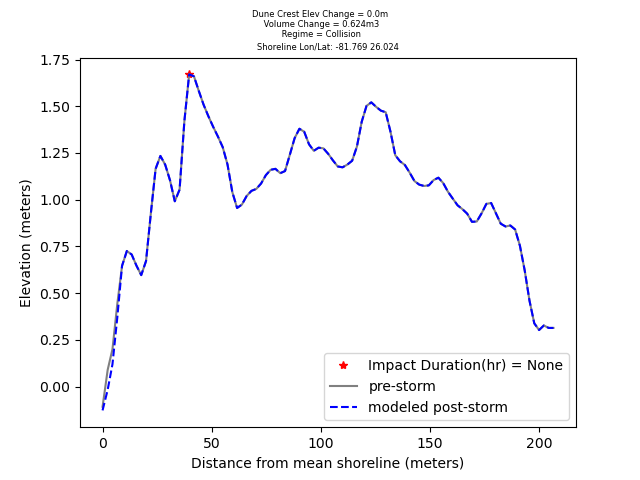 Dune Crest Elev Change = 0.0m
Volume Change = 0.624m3
Regime = Collision
Shoreline Lon/Lat: -81.769 26.024
1.75
1.50
1.25
1.00
0.75
0.50
0.25
0.00
Elevation (meters)
Impact Duration(hr) = None
pre-storm
modeled post-storm
0
50
100
150
200
Distance from mean shoreline (meters)